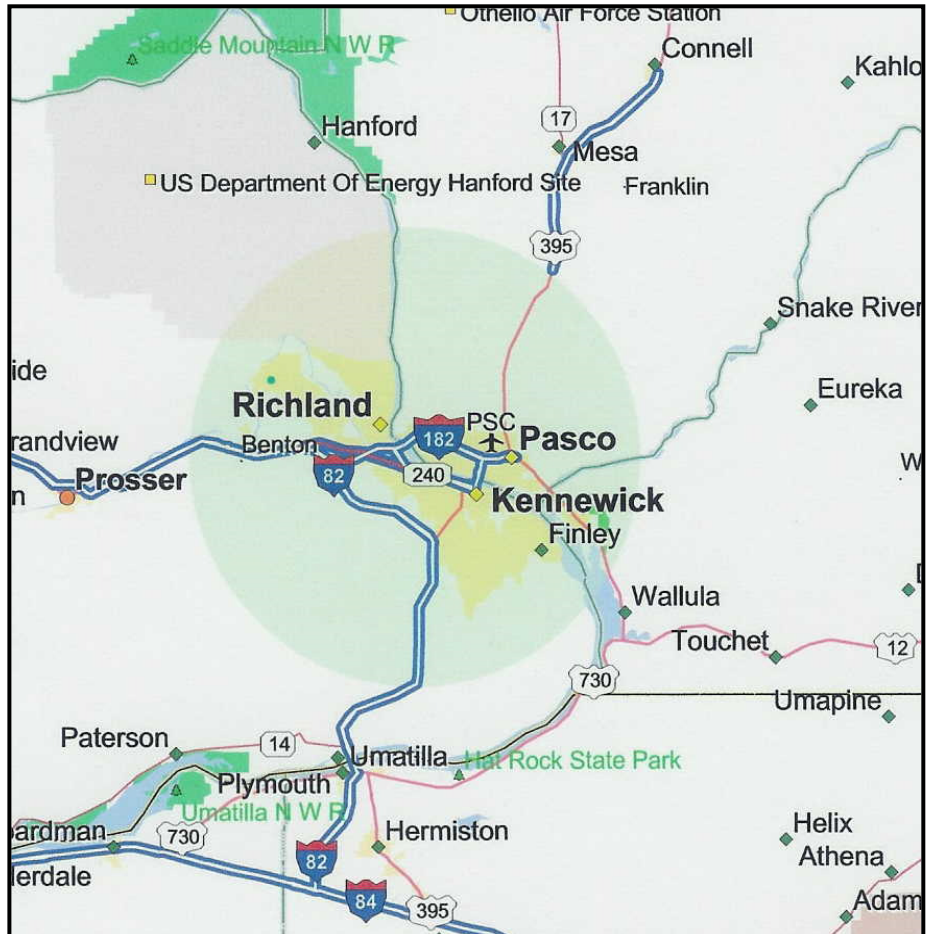 Othello Air Force Station
Saddle Mountain N W R
Connell
Kahlo
17
Hanford
Mesa
US Department Of Energy Hanford Site
Franklin
395
Snake River
ide
Eureka
Richland
PSC
randview
Benton
182
Pasco
W
82
240
Prosser
n
Kennewick
Finley
Wallula
Touchet
12
730
Umapine
Paterson
14
Umatilla
Hat Rock State Park
Plymouth
Umatilla N W R
oardman
730
Hermiston
Helix
82
Athena
lerdale
84
395
Adam